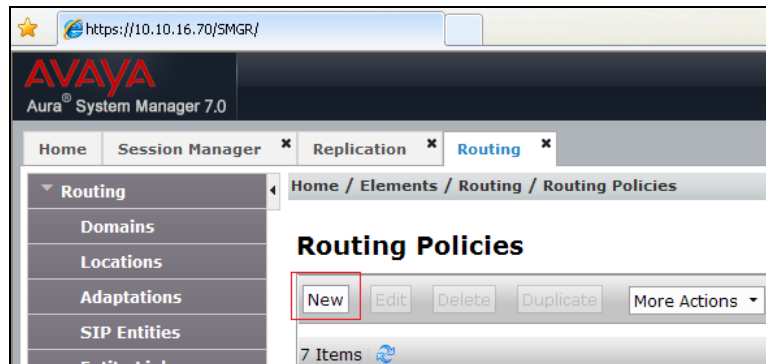 https://10.10.16.70/SMGR/
AVAYA
Aura® System Manager 7.0
Home Session Manager × Replication × Routing ×
Routing
Home / Elements / Routing / Routing Policies
Domains
Locations
Adaptations
SIP Entities
Routing Policies
New Edit Delete Duplicate More Actions
7 Items